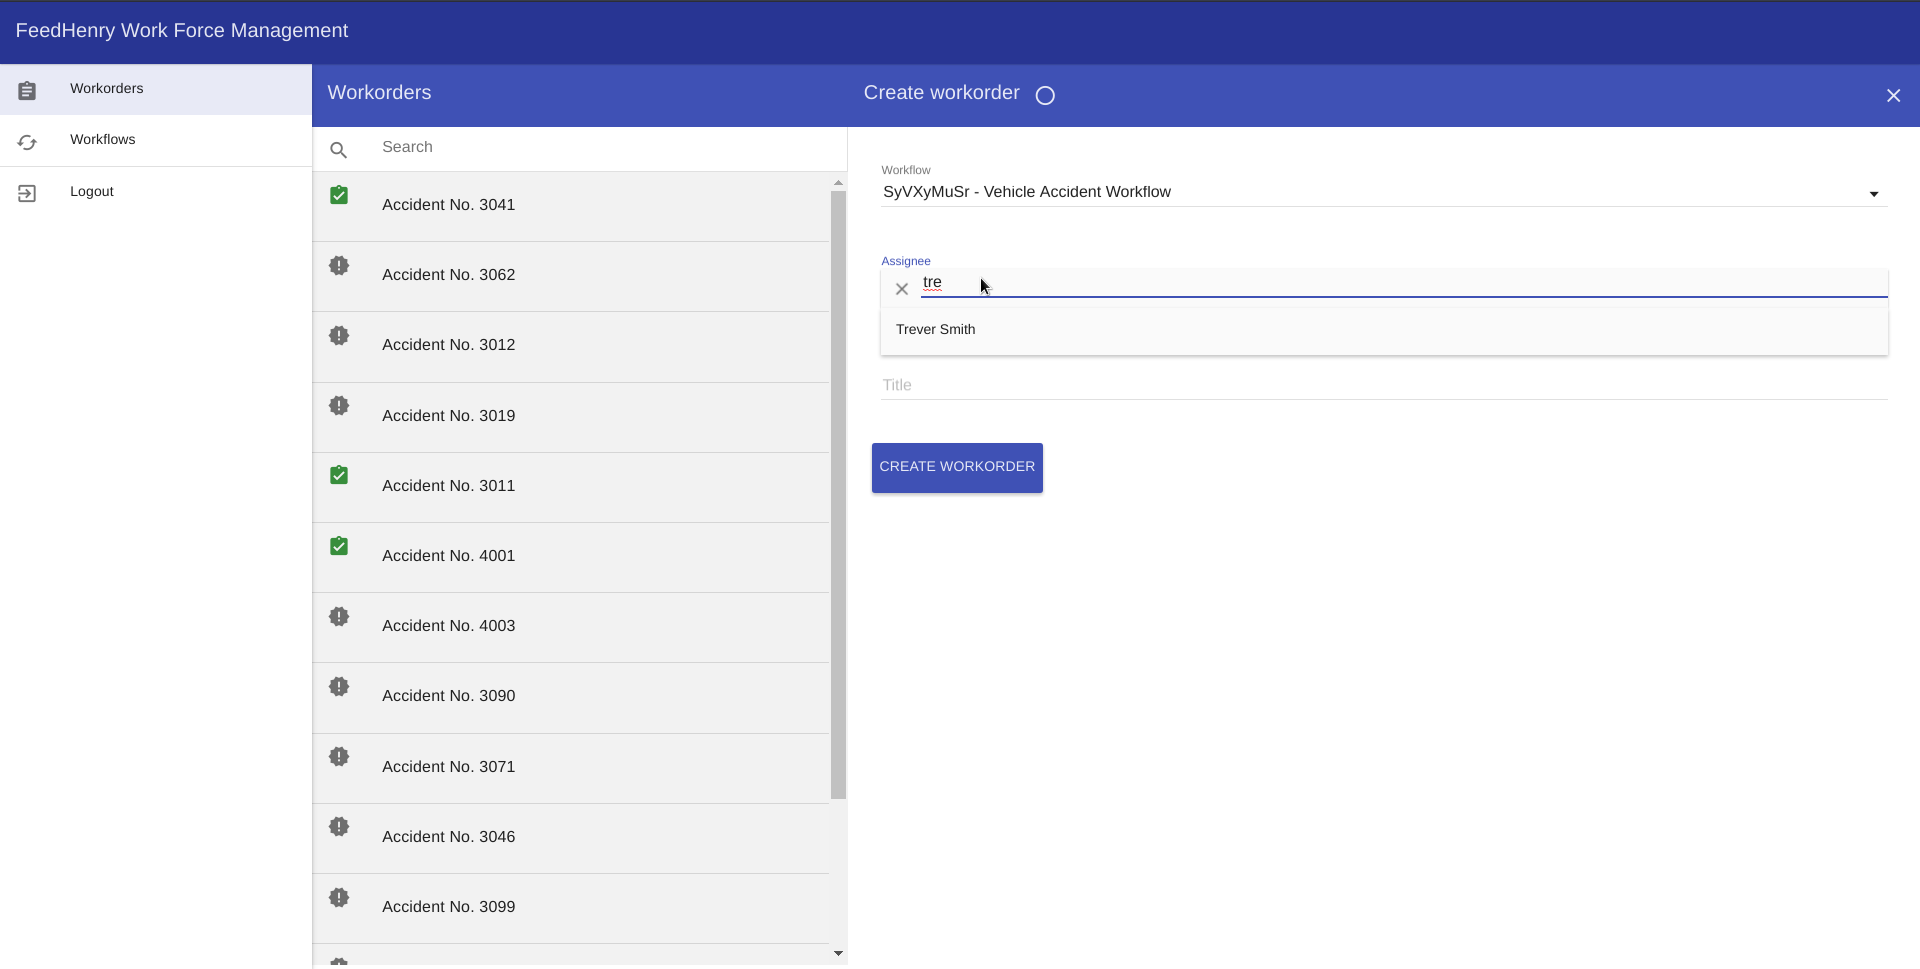 FeedHenry Work Force Management
Workorders
Workflows
Logout
Workorders
Search
Accident No. 3041
Accident No. 3062
Accident No. 3012
Accident No. 3019
Accident No. 3011
Accident No. 4001
Accident No. 4003
Accident No. 3090
Accident No. 3071
Accident No. 3046
Accident No. 3099
Create workorder
Workflow
SyVXyMuSr - Vehicle Accident Workflow
Assignee
tre
Trever Smith
Title
CREATE WORKORDER